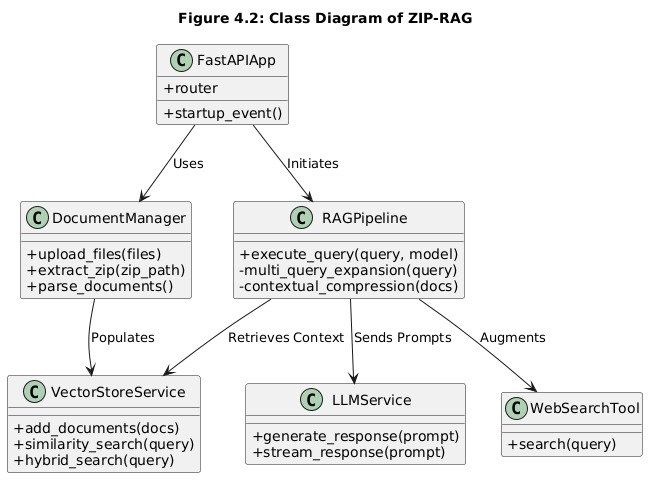 Figure 4.2: Class Diagram of ZIP-RAG
C FastAPIApp
+router
+startup_event()
Uses
Initiates
C DocumentManager
+upload_files(files)
+extract_zip(zip_path)
+parse_documents()
C RAGPipeline
+execute_query(query, model)
-multi_query_expansion(query)
-contextual_compression(docs)
Populates
Retrieves Context
Sends Prompts
Augments
C VectorStoreService
+add_documents(docs)
+similarity_search(query)
+hybrid_search(query)
C LLMService
+generate_response(prompt)
+stream_response(prompt)
C WebSearchTool
+search(query)